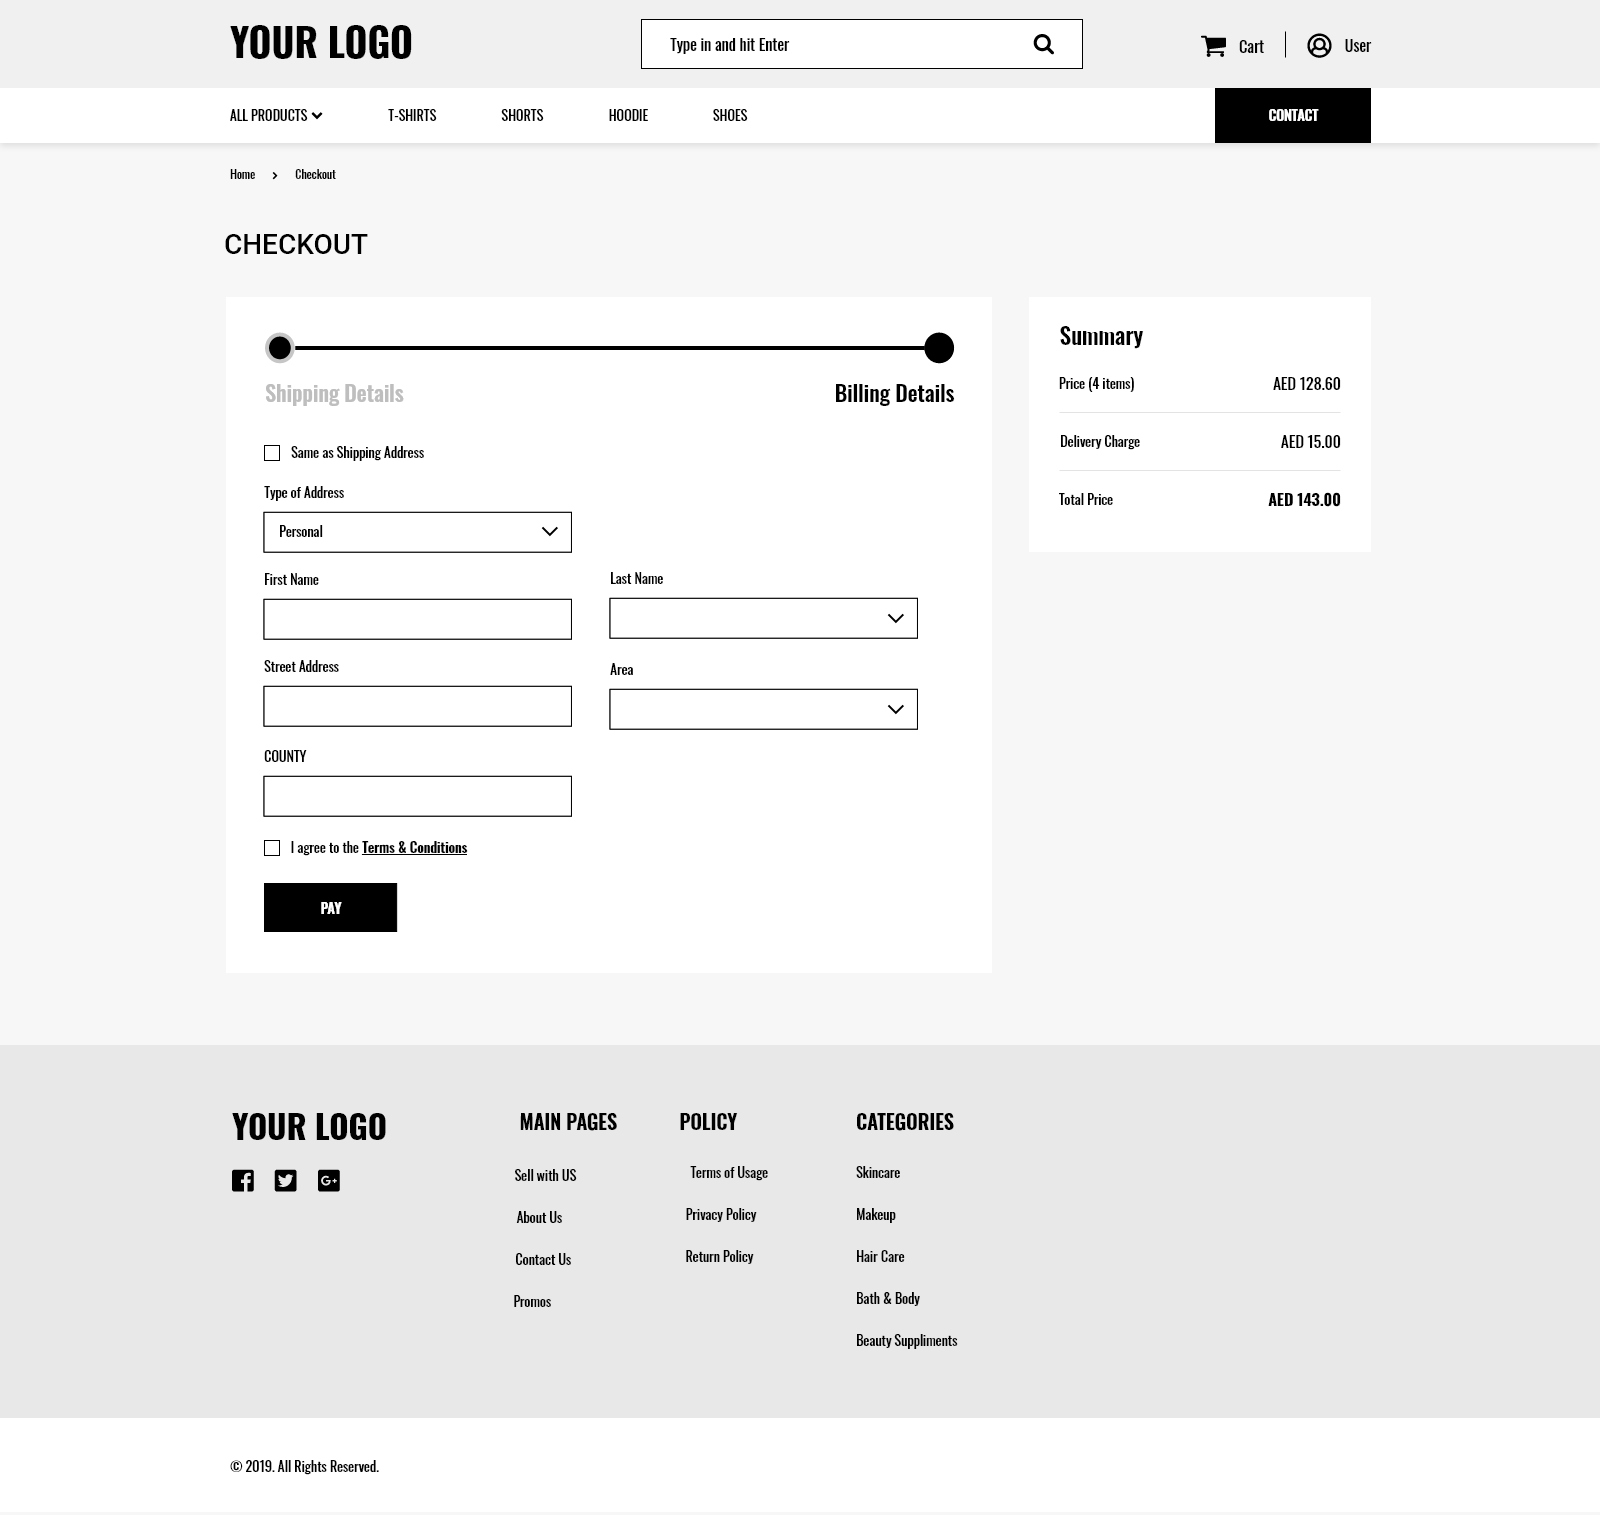 YOUR LOGO
Type in and hit Enter
Cart
User
ALL PRODUCTS
T-SHIRTS
SHORTS
HOODIE
SHOES
CONTACT
Home
Checkout
CHECKOUT
Shipping Details
Billing Details
Same as Shipping Address
Type of Address
Personal
First Name
Last Name
Street Address
Area
COUNTY
I agree to the Terms & Conditions
PAY
Summary
Price (4 items)
AED 128.60
Delivery Charge
AED 15.00
Total Price
AED 143.00
YOUR LOGO
G+
MAIN PAGES
Sell with US
About Us
Contact Us
Promos
POLICY
Terms of Usage
Privacy Policy
Return Policy
CATEGORIES
Skincare
Makeup
Hair Care
Bath & Body
Beauty Suppliments
© 2019. All Rights Reserved.